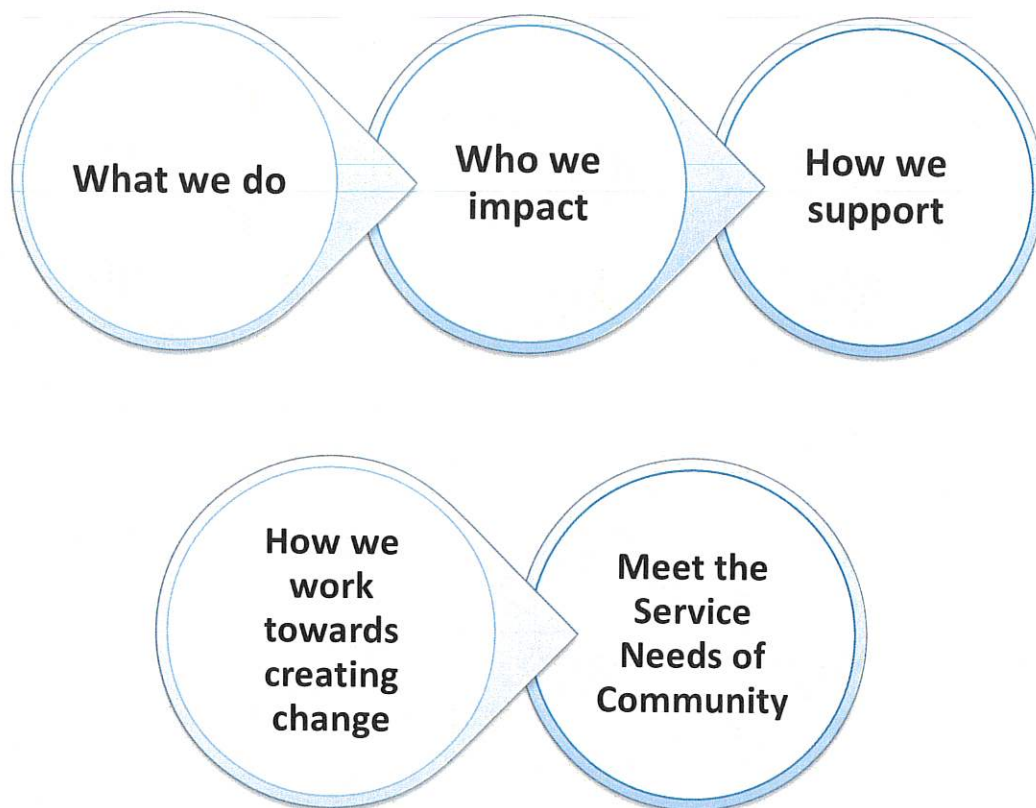 What we do
Who we
impact
How we
support
How we
work
towards
creating
change
Meet the
Service
Needs of
Community